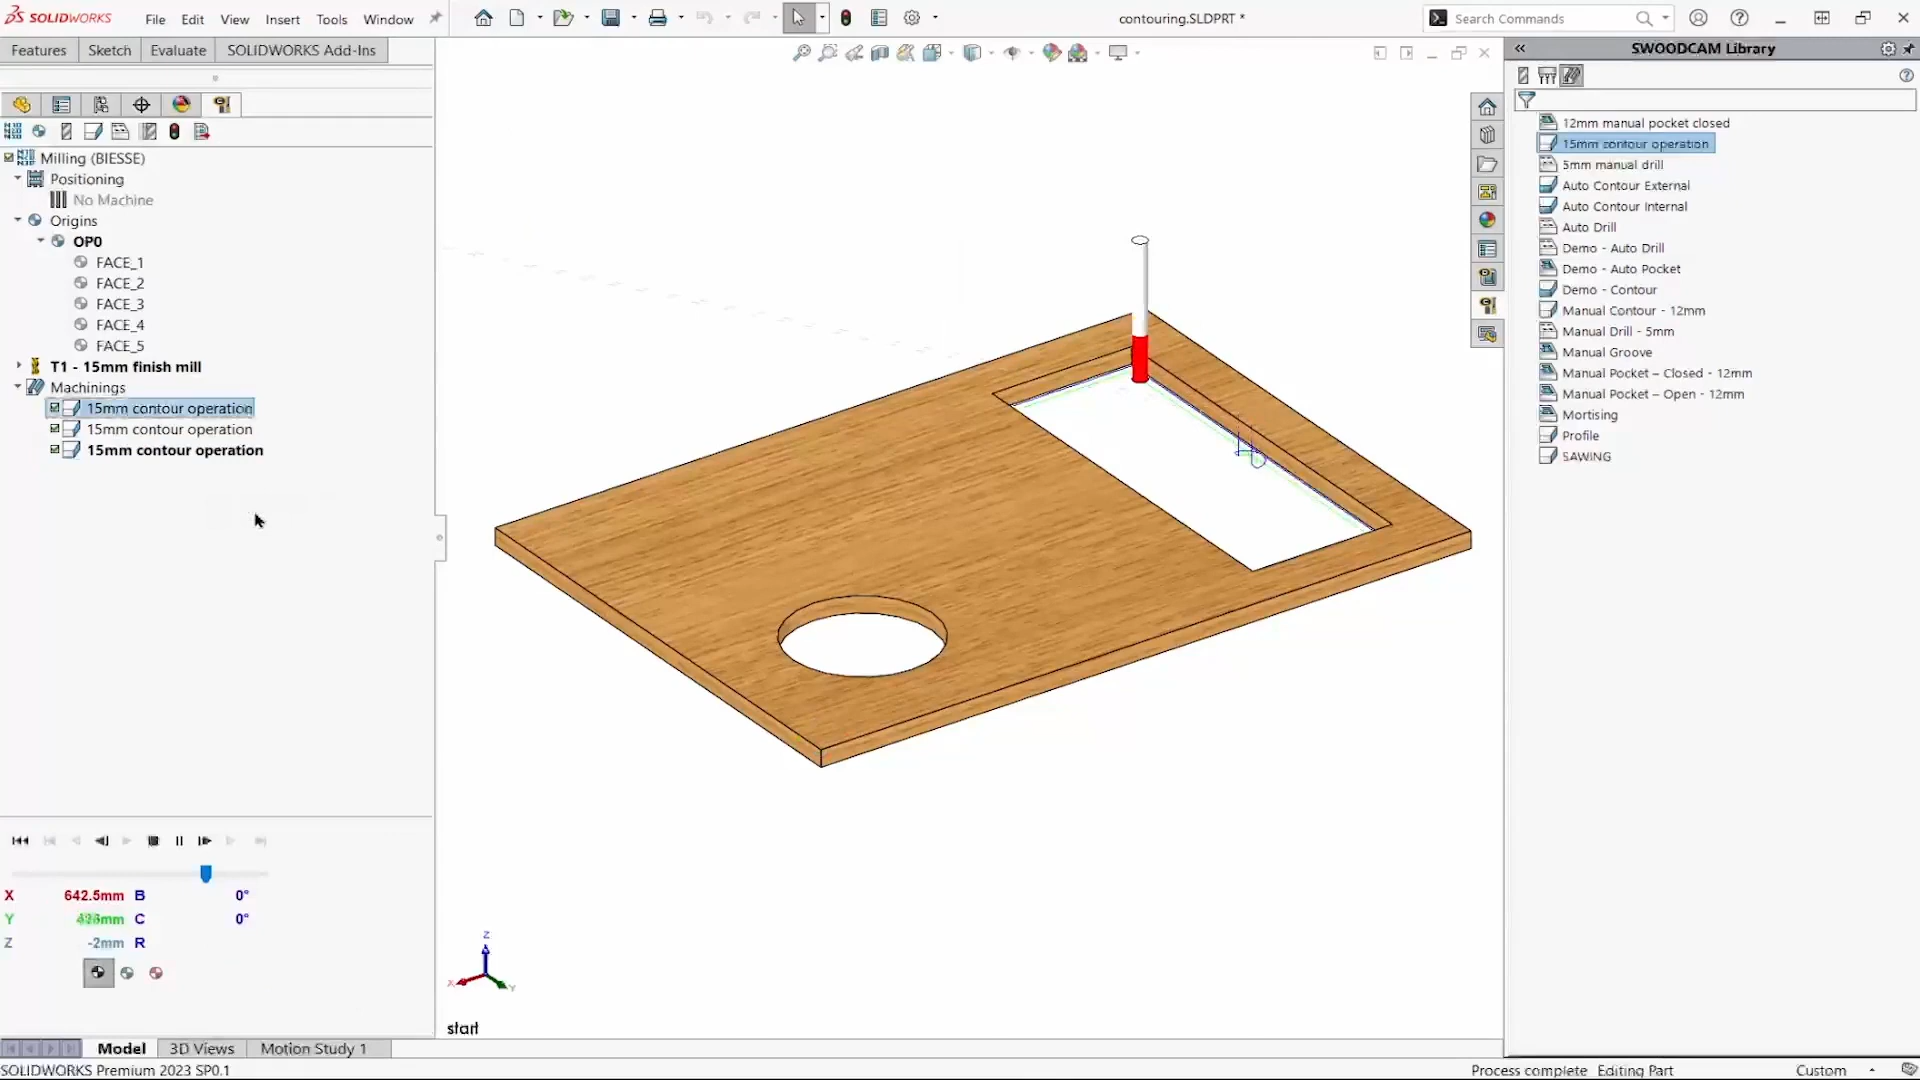 SOLIDWORKS File Edit View Insert Tools Window contouring.SLDPRT * Search Commands
Features Sketch Evaluate SOLIDWORKS Add-Ins
SWOODCAM Library
Milling (BIESSE)
Positioning
No Machine
Origins
OP0
FACE_1
FACE_2
FACE_3
FACE_4
FACE_5
T1 - 15mm finish mill
Machinings
15mm contour operation
15mm contour operation
15mm contour operation
12mm manual pocket closed
15mm contour operation
5mm manual drill
Auto Contour External
Auto Contour Internal
Auto Drill
Demo - Auto Drill
Demo - Auto Pocket
Demo - Contour
Manual Contour - 12mm
Manual Drill - 5mm
Manual Groove
Manual Pocket – Closed - 12mm
Manual Pocket – Open - 12mm
Mortising
Profile
SAWING
X 642.5mm B 0°
Y mm C 0°
Z -2mm R
Z
X
Y
start
Model 3D Views Motion Study 1
SOLIDWORKS Premium 2023 SP0.1 Process complete Editing Part Custom